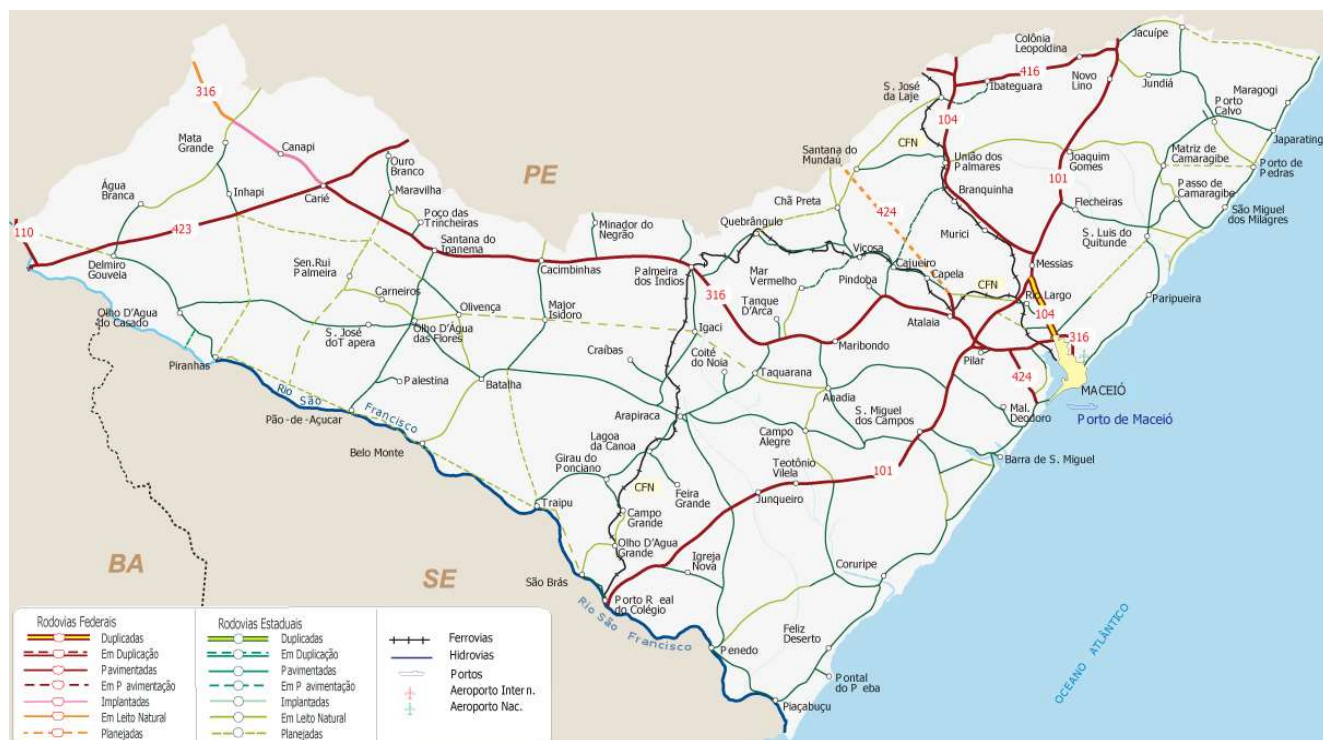 Colônia
Leopoldina
Jacuípe
416
316
S. José
da Laje
Ibateguara
Novo
Lino
Jundiá
Maragogi
Porto
Calvo
104
Mata
Grande
Canapi
CFN
Japarating
Ouro
Branco
Santana do
Mundaú
União dos
Palmares
Joaquim
Gomes
Matriz de
Camaragibe
Porto de
Pedras
PE
Água
Branca
Inhapi
Carié
Maravilha
Branquinha
101
Passo de
Camaragibe
Chã Preta
424
Flecheiras
São Miguel
dos Milagres
110
423
Poço das
Trincheiras
Minador do
Negrão
Quebrângulo
Murici
S. Luis do
Quitunde
Santana do
Ipanema
Delmiro
Gouveia
Sen.Rui
Palmeira
Cacimbinhas
Palmeira
dos Índios
Mar
Vermelho
Viçosa
Cajueiro
Pindoba
Capela
CFN
Messias
316
Carneiros
Olivença
Major
Isidoro
Tanque
D'Arca
Rio Largo
Paripueira
Olho D'Água
do Casado
S. José
doTapera
Olho D'Água
das Flores
Igaci
Atalaia
104
316
Piranhas
Caraíbas
Coité
do Noia
Maribondo
Pilar
Palestina
Batalha
Taquarana
424
Rio São Francisco
Anadia
MACEIÓ
Pão-de-Açucar
Arapiraca
S. Miguel
dos Campos
Mal.
Deodoro
Porto de Maceió
Belo Monte
Lagoa
da Canoa
Campo
Alegre
Girau do
Ponciano
Teotônio
Vilela
101
Barra de S. Miguel
CFN
Feira
Grande
Junqueiro
Traipu
Campo
Grande
Olho D'Agua
Grande
Igreja
Nova
BA
SE
São Brás
Coruripe
Porto R eal
do Colégio
Rio São Francisco
Feliz
Deserto
Penedo
Pontal
do P eba
Piaçabuçu
OCEANO ATLÂNTICO
Rodovias Federais
Duplicadas
Em Duplicação
Pavimentadas
Em P avimentação
Implantadas
Em Leito Natural
Planejadas
Rodovias Estaduais
Duplicadas
Em Duplicação
Pavimentadas
Em P avimentação
Implantadas
Em Leito Natural
Planejadas
Ferrovias
Hidrovias
Portos
Aeroporto Intern.
Aeroporto Nac.